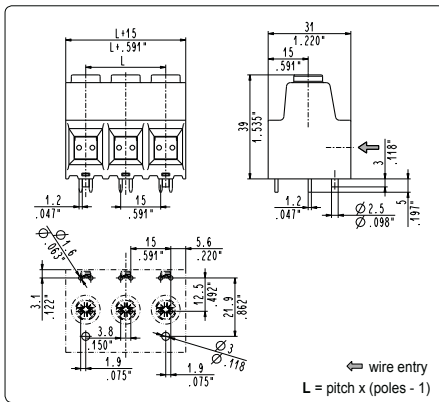 L+15
L+.591"
L
31
1.220"
15
.591"
39
1.535"
3
.118"
5
.197"
1.2
.047"
15
.591"
1.2
.047"
Ø 2.5
Ø .098"
Ø 1.6
Ø .063"
15
.591"
5.6
.220"
3.1
.122"
12.5
.492"
21.9
.862"
3.8
.150"
Ø 3
Ø .118
1.9
.075"
1.9
.075"
wire entry
L = pitch x (poles - 1)